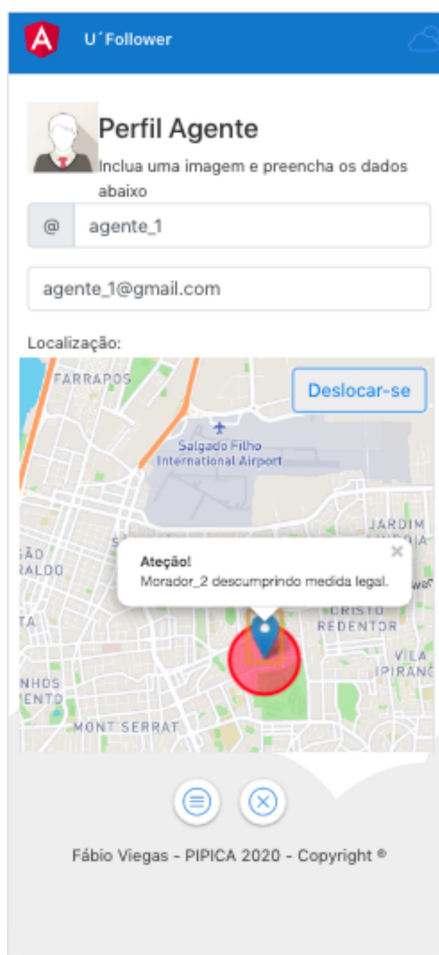 A
U´Follower
Perfil Agente
Inclua uma imagem e preencha os dados
abaixo
@ agente_1
agente_1@gmail.com
Localização:
FARRAPOS
Deslocar-se
Salgado Filho
International Airport
JARDIM
Ateção!
Morador_2 descumprindo medida legal.
CRISTO
REDENTOR
VILA
MONT SERRAT
Fábio Viegas - PIPICA 2020 - Copyright ®